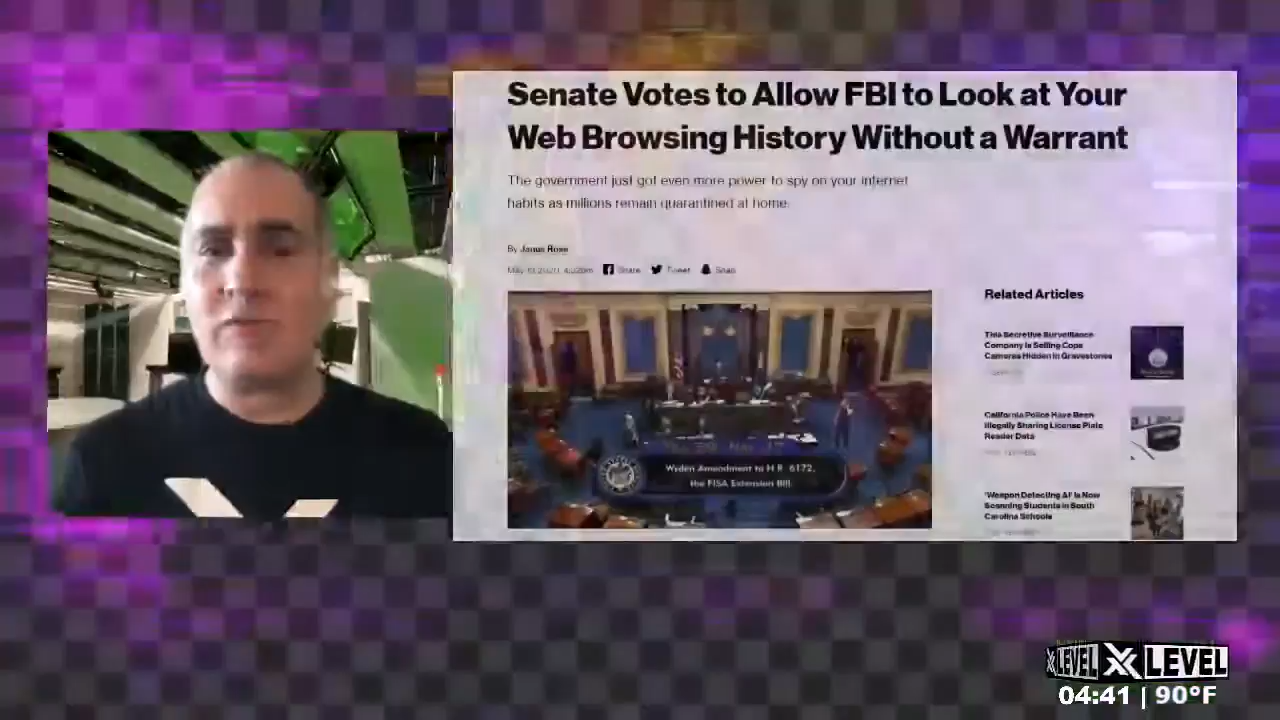 Senate Votes to Allow FBI to Look at Your
Web Browsing History Without a Warrant
The government just got even more power to spy on your internet
habits as millions remain quarantined at home.
By Janus Rose
Share Tweet Snap
Related Articles
This Secretive Surveillance
Company Is Selling Cops
Cameras Hidden in Gravestones
California Police Have Been
Illegally Sharing License Plate
Reader Data
'Weapon Detecting AI' Is Now
Scanning Students in South
Carolina Schools
Wyden Amendment to H.R. 6172,
the FISA Extension Bill
LEVEL X LEVEL
04:41 | 90°F